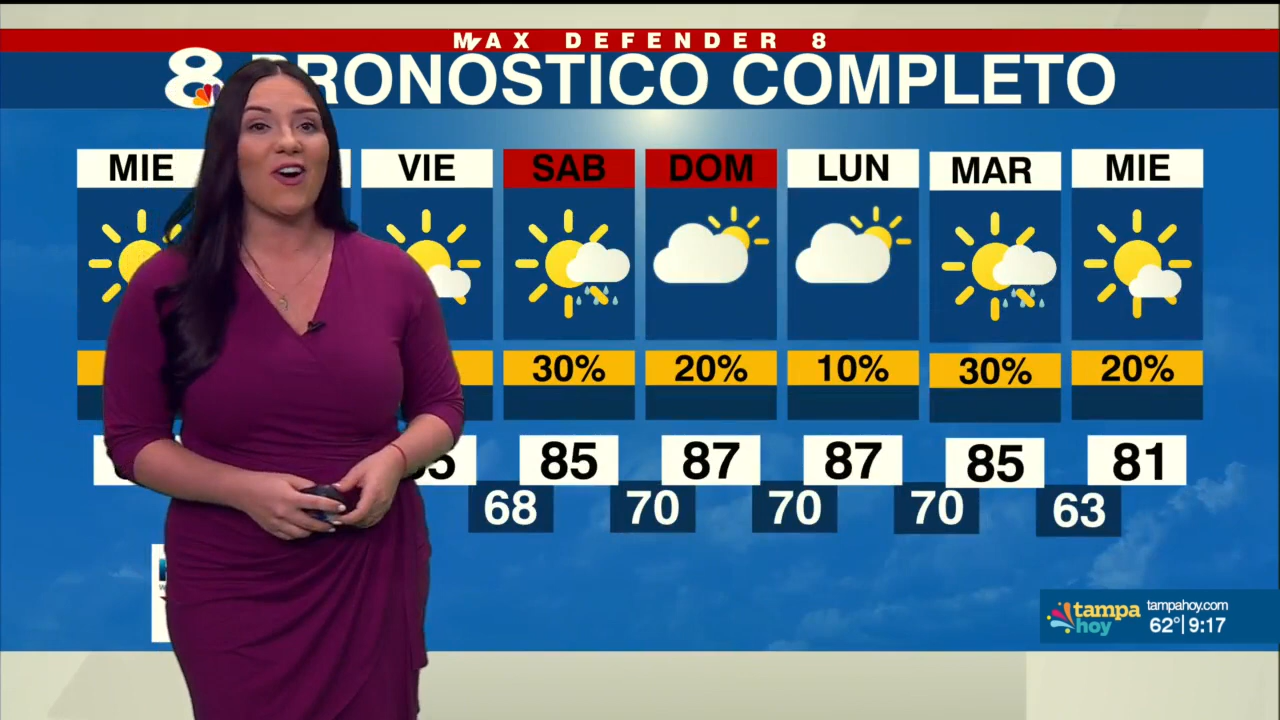 MAX DEFENDER 8
8 PRONÓSTICO COMPLETO
MIE VIE SAB DOM LUN MAR MIE
30% 20% 10% 30% 20%
85 87 87 85 81
68 70 70 70 63
tampa hoy
tampahoy.com
62° | 9:17